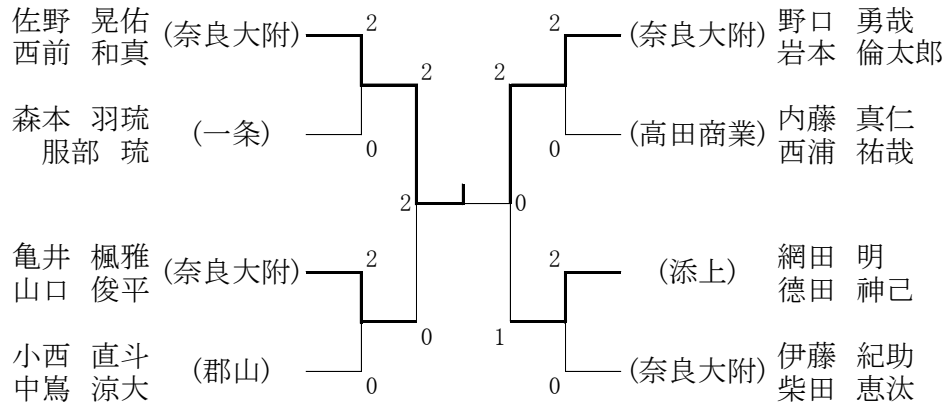 佐野 晃佑
西前 和真
(奈良大附)
2
2
森本 羽琉
服部 琉
(一条)
0
2
亀井 楓雅
山口 俊平
(奈良大附)
2
0
小西 直斗
中嶌 涼大
(郡山)
0
2
(奈良大附)
野口 勇哉
岩本 倫太郎
2
0
(高田商業)
内藤 真仁
西浦 祐哉
0
2
(添上)
網田 明
德田 神己
1
0
(奈良大附)
伊藤 紀助
柴田 恵汰